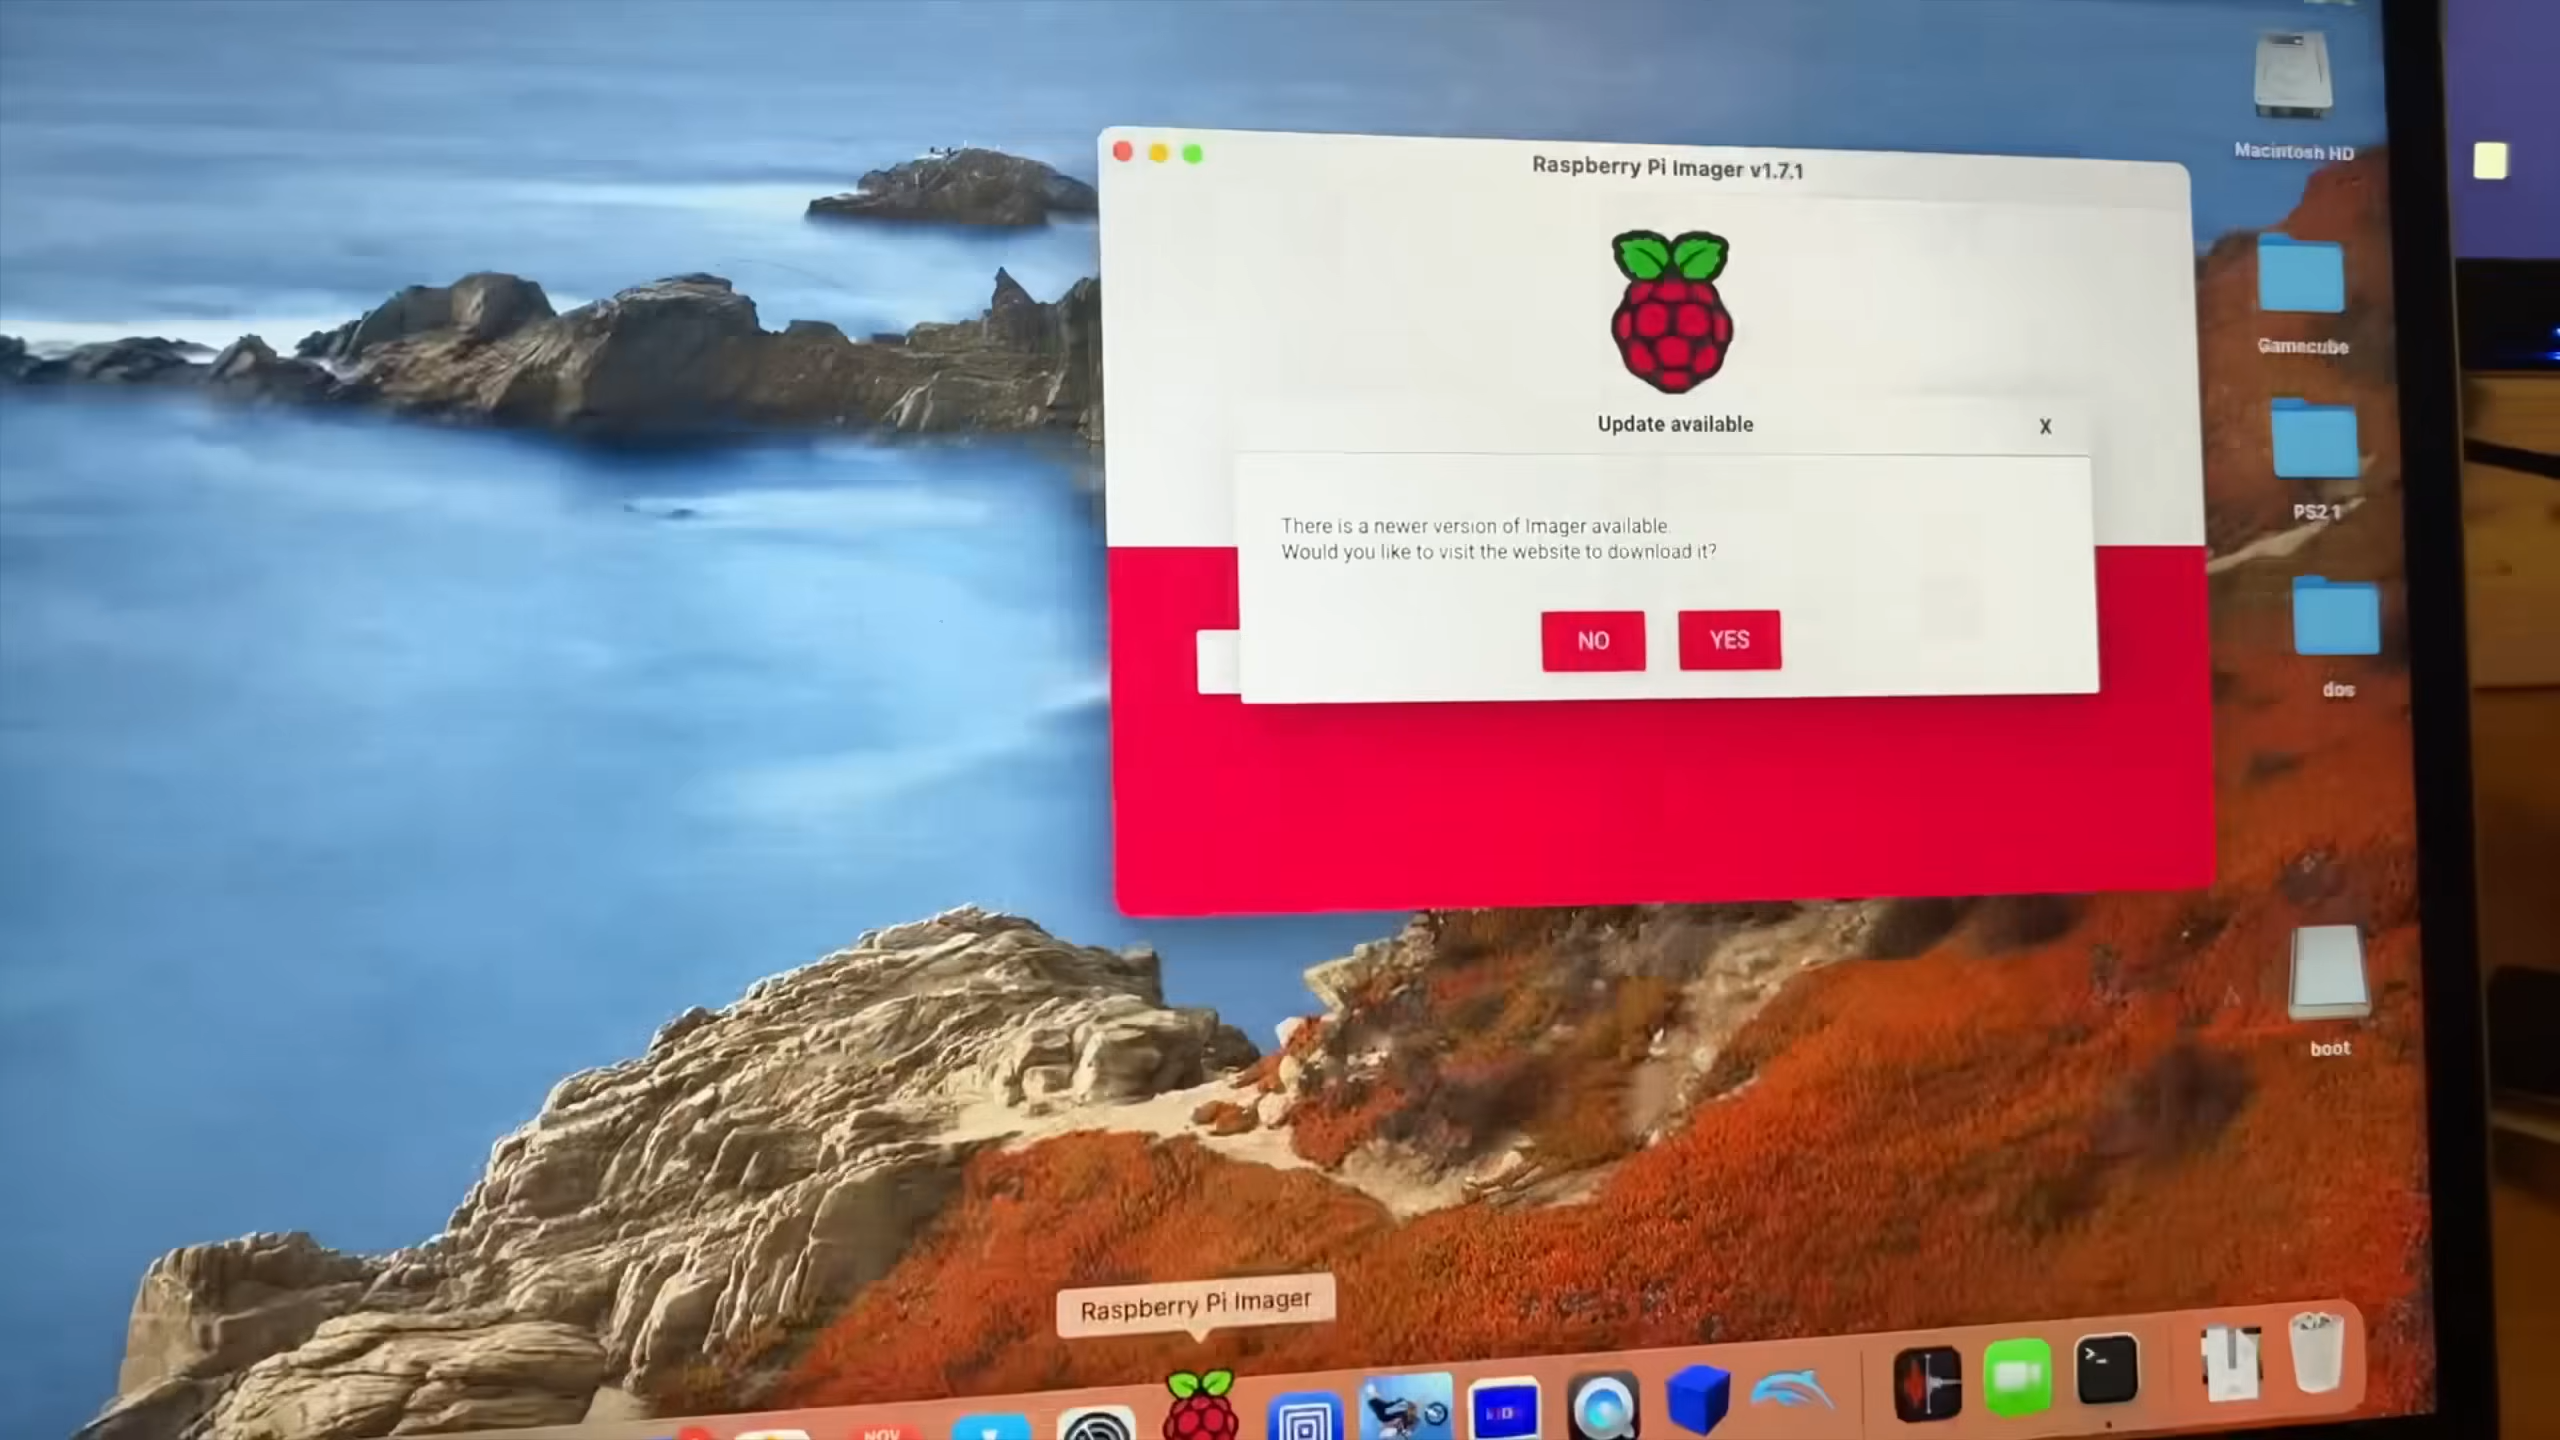 Macintosh HD
Raspberry Pi Imager v1.7.1
Gamecube
Update available
X
PS2 1
There is a newer version of Imager available.
Would you like to visit the website to download it?
NO
YES
dos
boot
Raspberry Pi Imager
NOV
>_